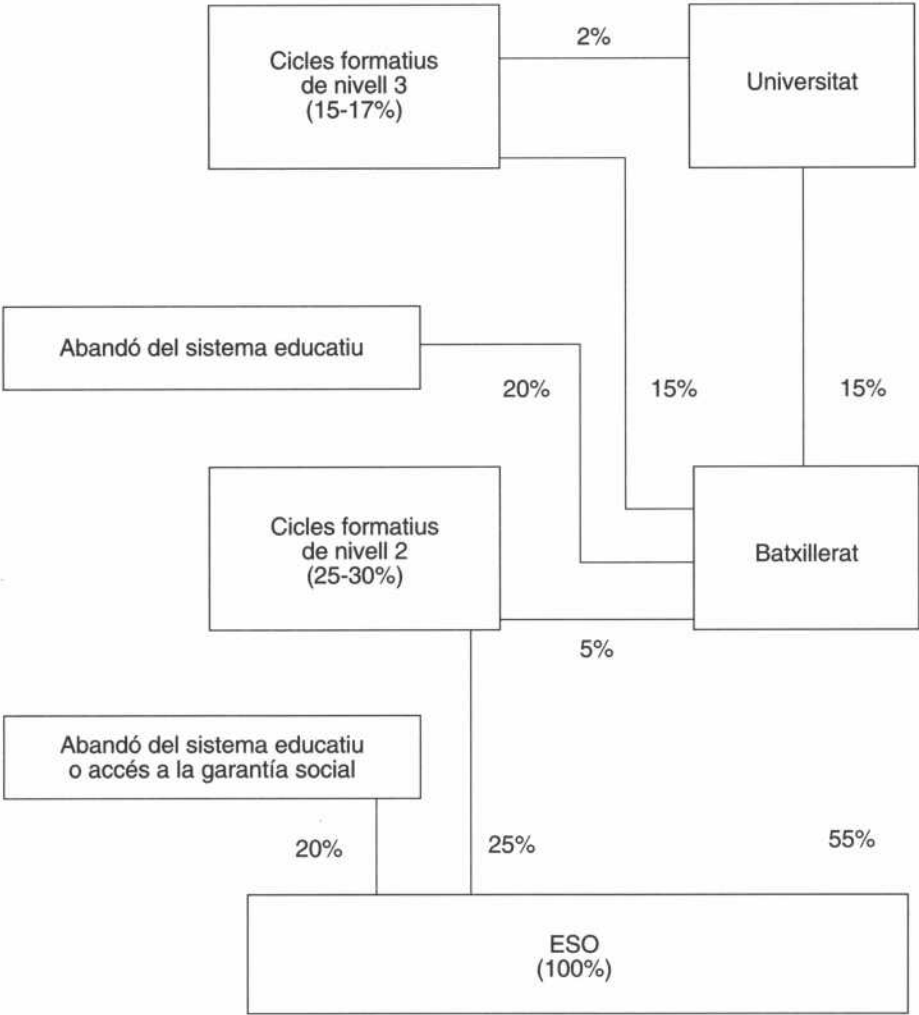 2%
Cicles formatius
de nivell 3
(15-17%)
Universitat
Abandó del sistema educatiu
20%
15%
15%
Cicles formatius
de nivell 2
(25-30%)
Batxillerat
5%
Abandó del sistema educatiu
o accés a la garantía social
20%
25%
55%
ESO
(100%)